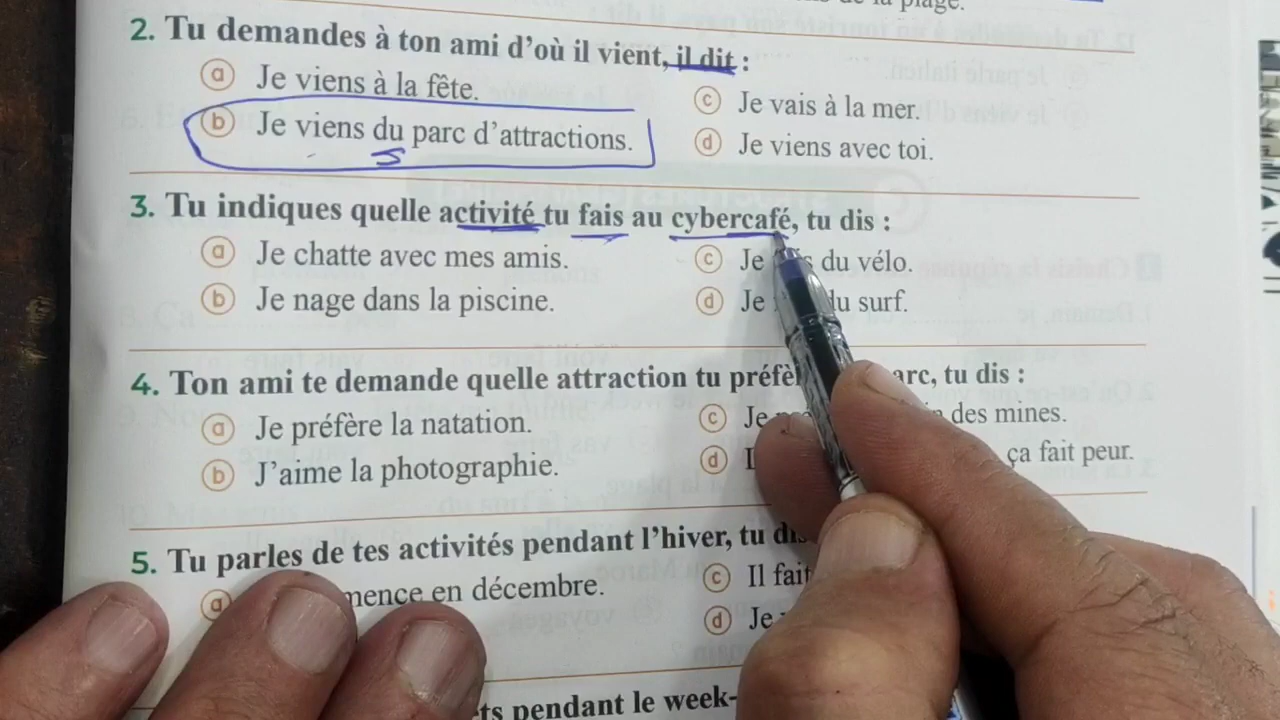 la plage.
2. Tu demandes à ton ami d'où il vient, il dit :
a Je viens à la fête.
c Je vais à la mer.
b Je viens du parc d'attractions.
d Je viens avec toi.
3. Tu indiques quelle activité tu fais au cybercafé, tu dis :
a Je chatte avec mes amis.
c Je du vélo.
b Je nage dans la piscine.
d Je du surf.
4. Ton ami te demande quelle attraction tu arc, tu dis :
a Je préfère la natation.
c Je des mines.
b J'aime la photographie.
d ça fait peur.
5. Tu parles de tes activités pendant l'hiver, tu
a en décembre.
c Il fait
d Je
pendant le week-